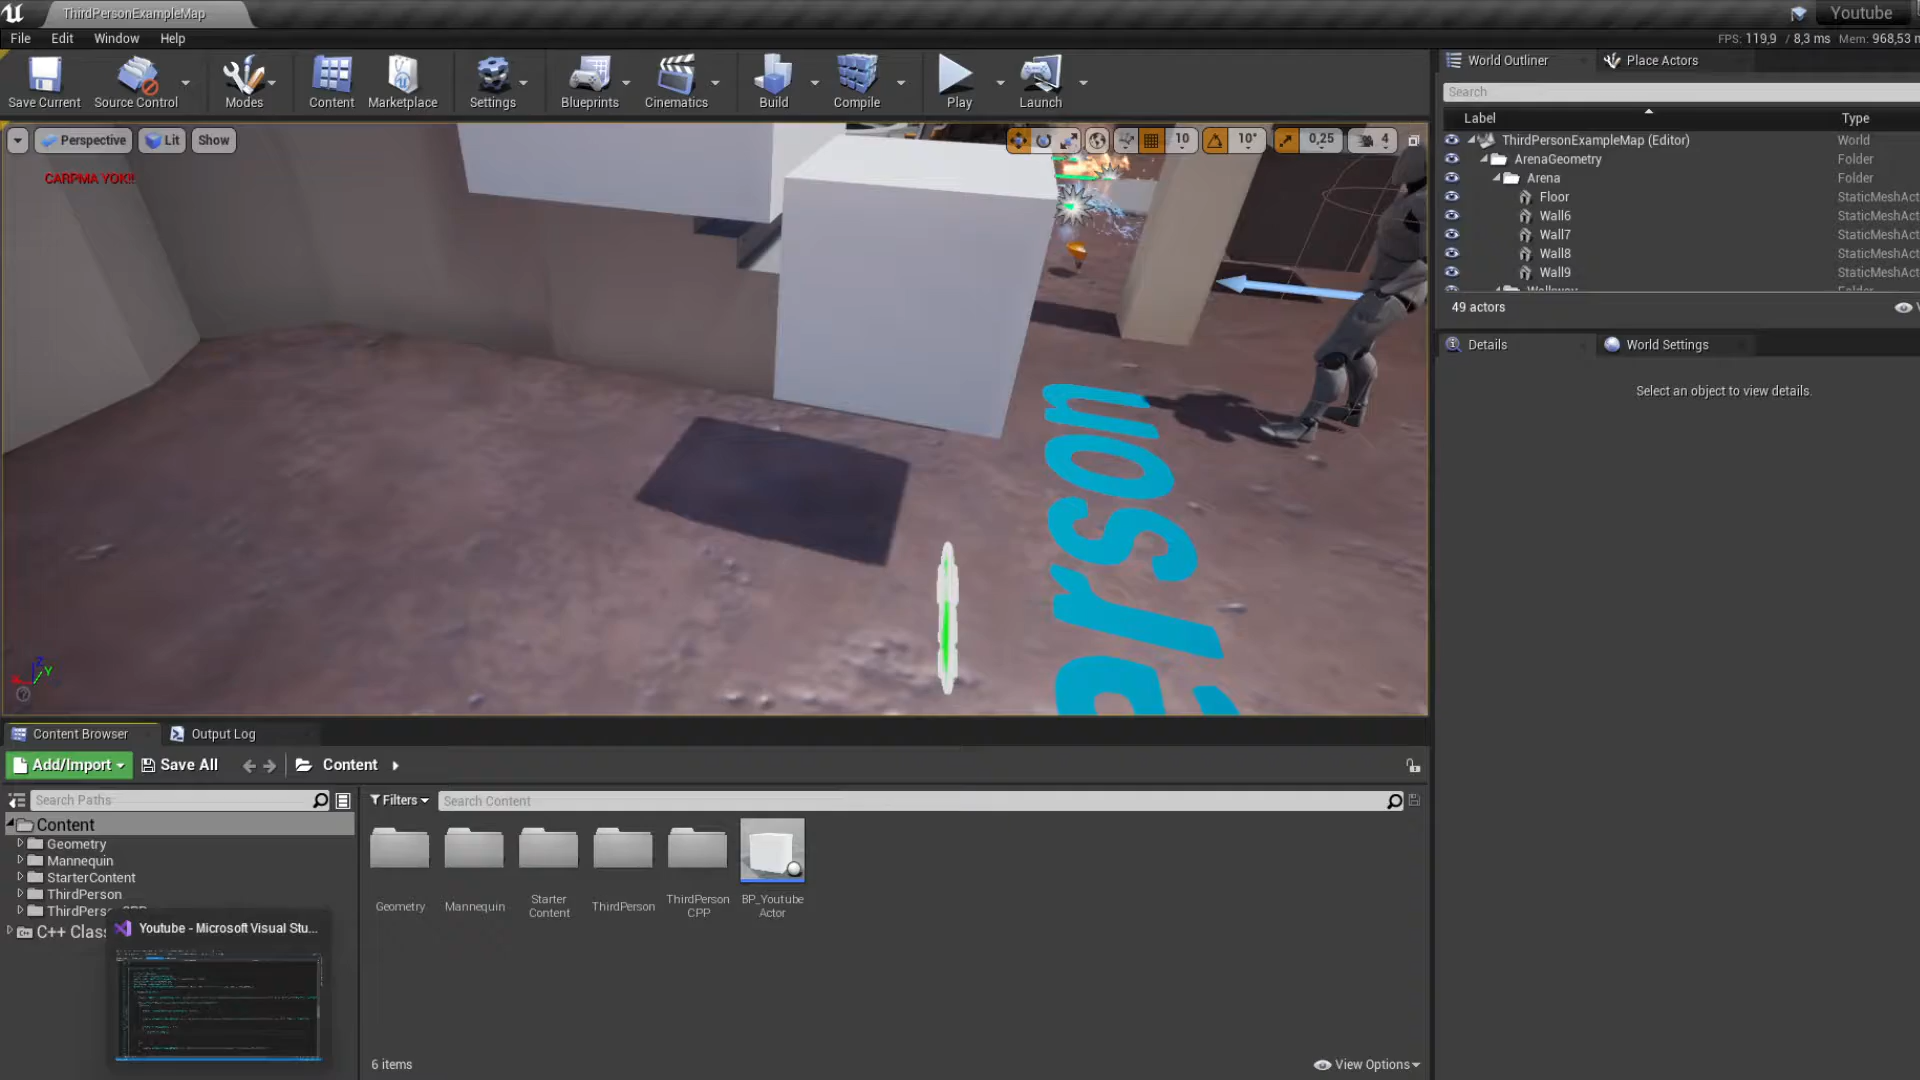 ThirdPersonExampleMap
Youtube
File Edit Window Help
FPS: 119,9 / 8,3 ms Mem: 968,53 m
Save Current Source Control Modes Content Marketplace Settings Blueprints Cinematics Build Compile Play Launch
World Outliner Place Actors
Search
Label Type
ThirdPersonExampleMap (Editor) World
ArenaGeometry Folder
Arena Folder
Floor StaticMeshAct
Wall6 StaticMeshAct
Wall7 StaticMeshAct
Wall8 StaticMeshAct
Wall9 StaticMeshAct
49 actors
Details World Settings
Select an object to view details.
Perspective Lit Show
10 10° 0,25 4
CARPMA YOK!!
Z
Y
Content Browser Output Log
Add/Import Save All Content
Search Paths
Filters Search Content
Content
Geometry
Mannequin
StarterContent
ThirdPerson
C++ Class
Youtube - Microsoft Visual Stu...
Geometry
Mannequin
Starter
Content
ThirdPerson
ThirdPerson
CPP
BP_Youtube
Actor
6 items
View Options